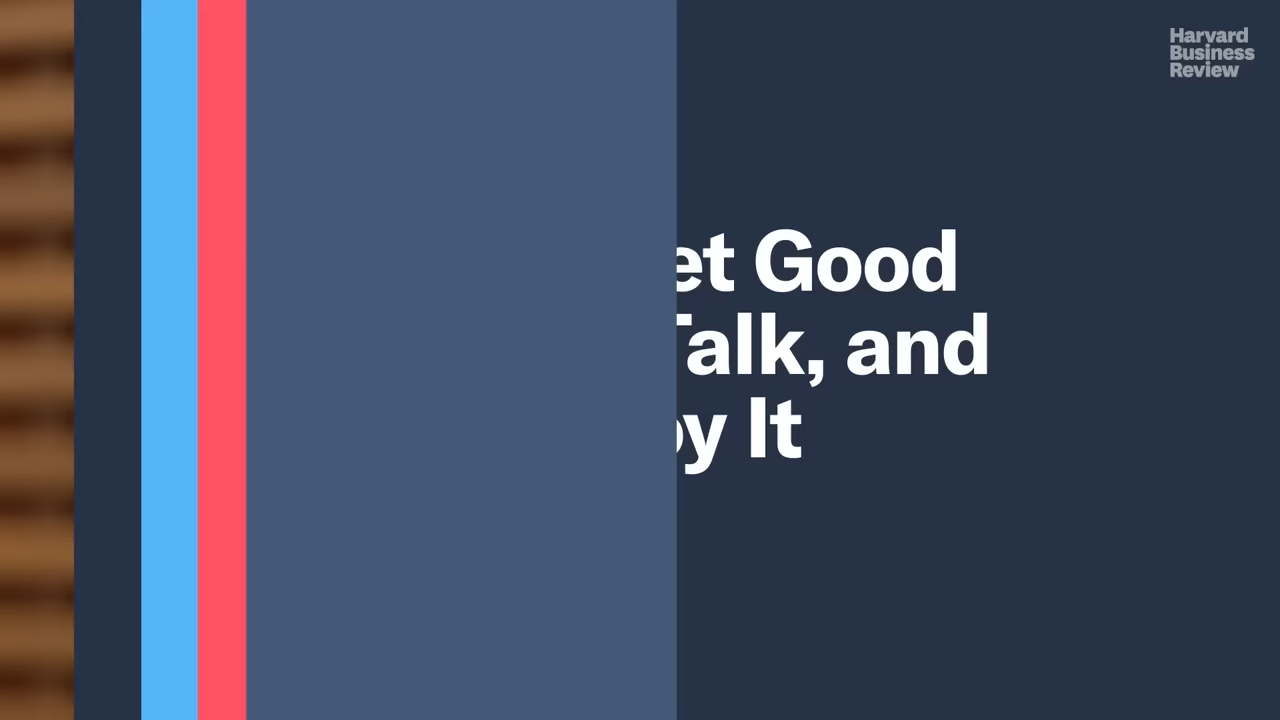 Harvard
Business
Review
et Good
Talk, and
y It